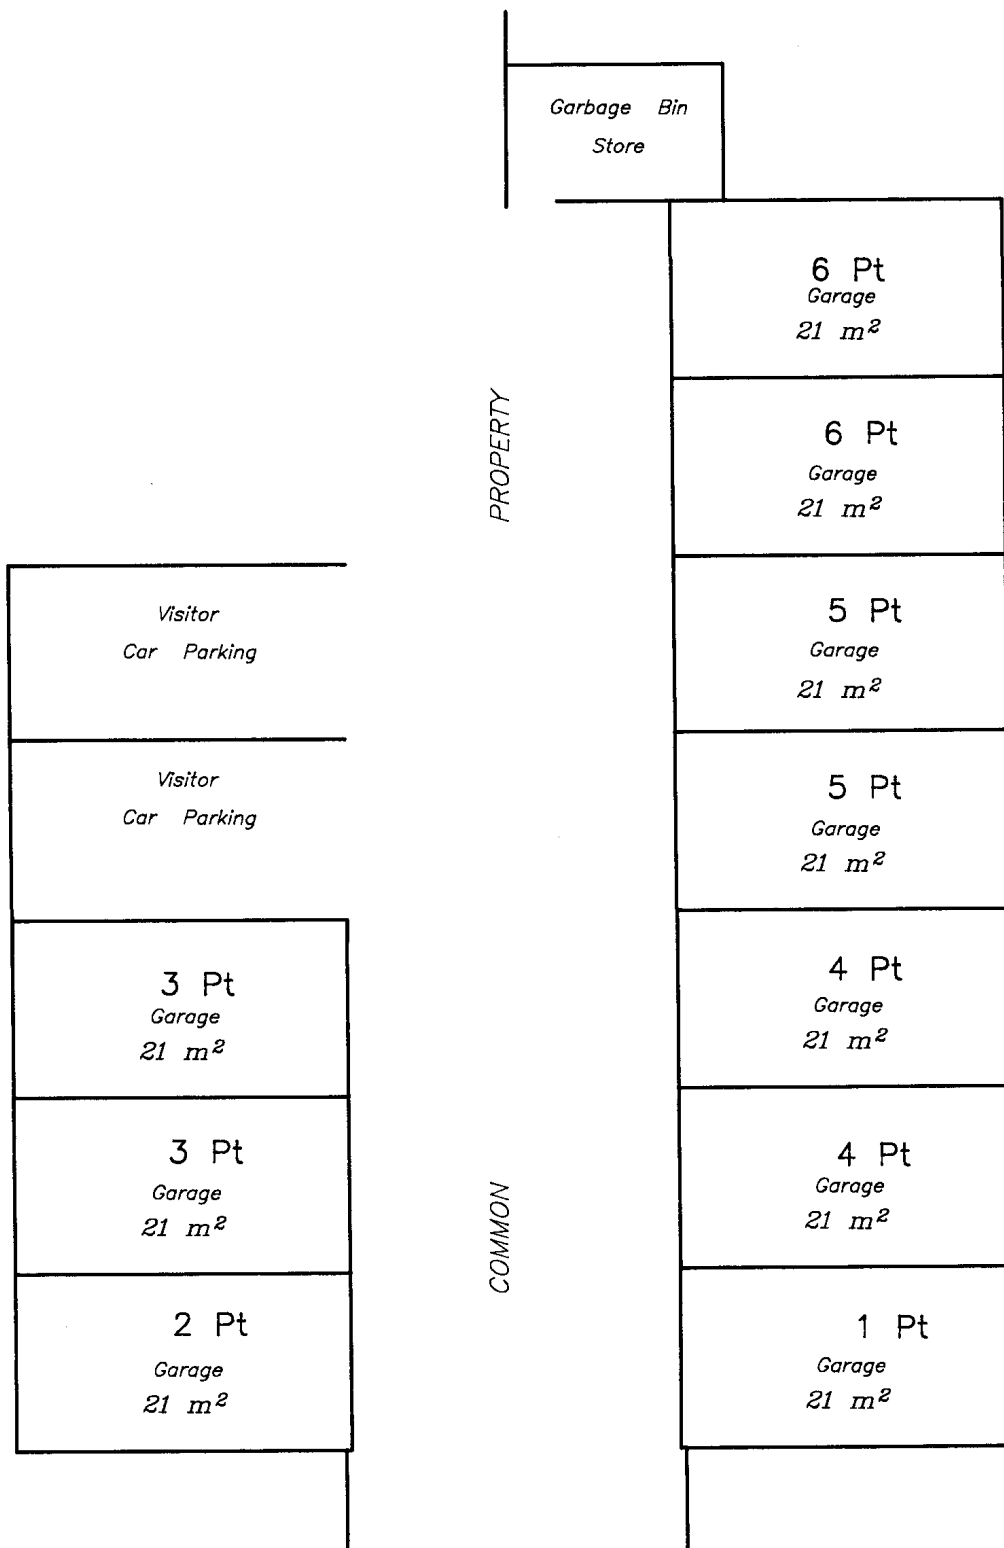 Garbage Bin
Store
6 Pt
Garage
21 m²
6 Pt
Garage
21 m²
PROPERTY
5 Pt
Garage
21 m²
Visitor
Car Parking
5 Pt
Garage
21 m²
Visitor
Car Parking
4 Pt
Garage
21 m²
3 Pt
Garage
21 m²
4 Pt
Garage
21 m²
3 Pt
Garage
21 m²
COMMON
1 Pt
Garage
21 m²
2 Pt
Garage
21 m²